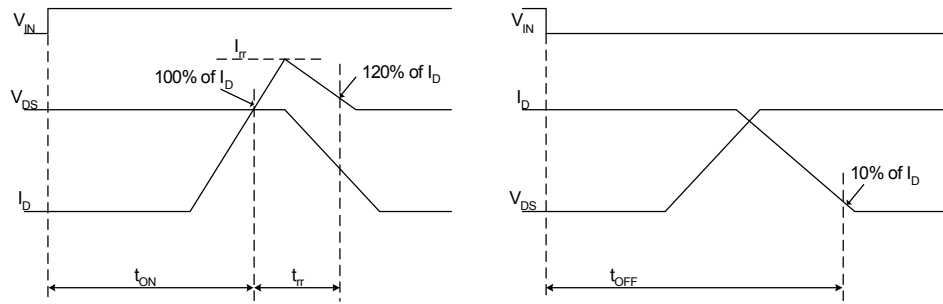 V_IN
I_rr
100% of I_D
120% of I_D
V_DS
I_D
t_ON
t_rr
V_IN
I_D
10% of I_D
V_DS
t_OFF